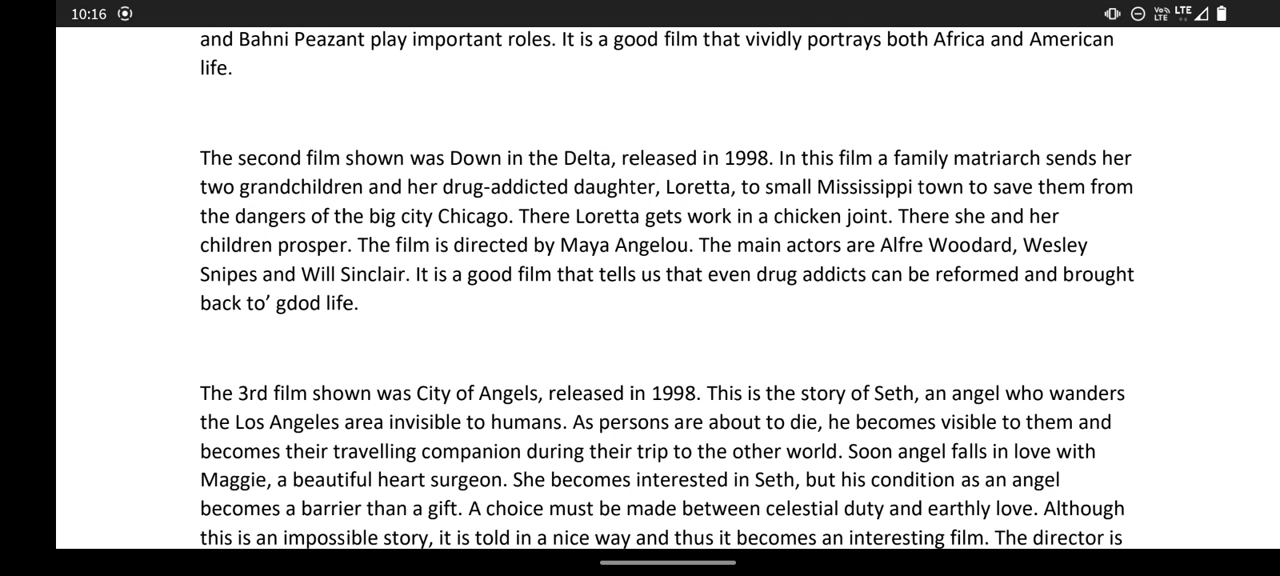 10:16
Vo LTE LTE
and Bahni Peazant play important roles. It is a good film that vividly portrays both Africa and American
life.
The second film shown was Down in the Delta, released in 1998. In this film a family matriarch sends her
two grandchildren and her drug-addicted daughter, Loretta, to small Mississippi town to save them from
the dangers of the big city Chicago. There Loretta gets work in a chicken joint. There she and her
children prosper. The film is directed by Maya Angelou. The main actors are Alfre Woodard, Wesley
Snipes and Will Sinclair. It is a good film that tells us that even drug addicts can be reformed and brought
back to’ gdod life.
The 3rd film shown was City of Angels, released in 1998. This is the story of Seth, an angel who wanders
the Los Angeles area invisible to humans. As persons are about to die, he becomes visible to them and
becomes their travelling companion during their trip to the other world. Soon angel falls in love with
Maggie, a beautiful heart surgeon. She becomes interested in Seth, but his condition as an angel
becomes a barrier than a gift. A choice must be made between celestial duty and earthly love. Although
this is an impossible story, it is told in a nice way and thus it becomes an interesting film. The director is